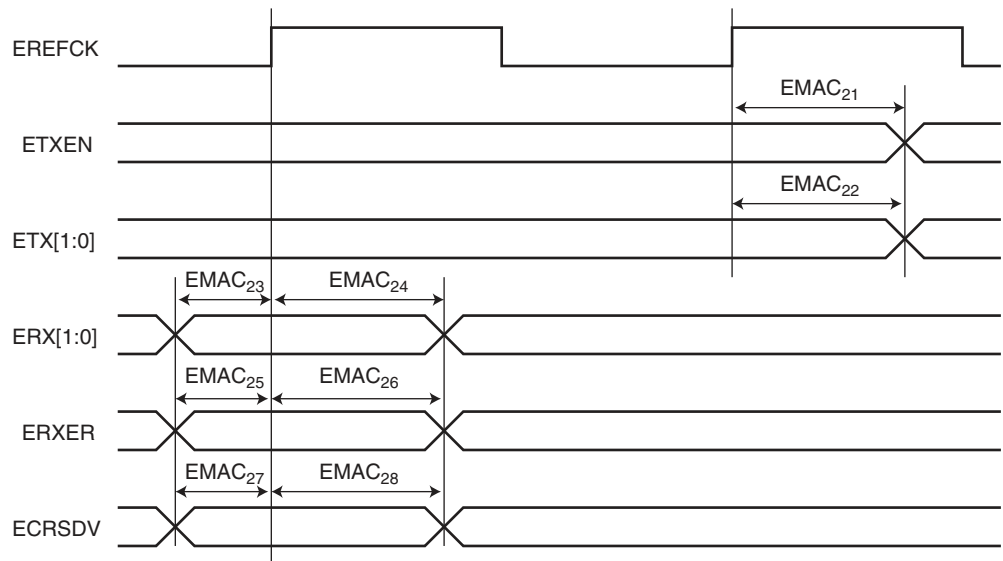 EREFCK
EMAC21
ETXEN
EMAC22
ETX[1:0]
EMAC23 EMAC24
ERX[1:0]
EMAC25 EMAC26
ERXER
EMAC27 EMAC28
ECRSDV